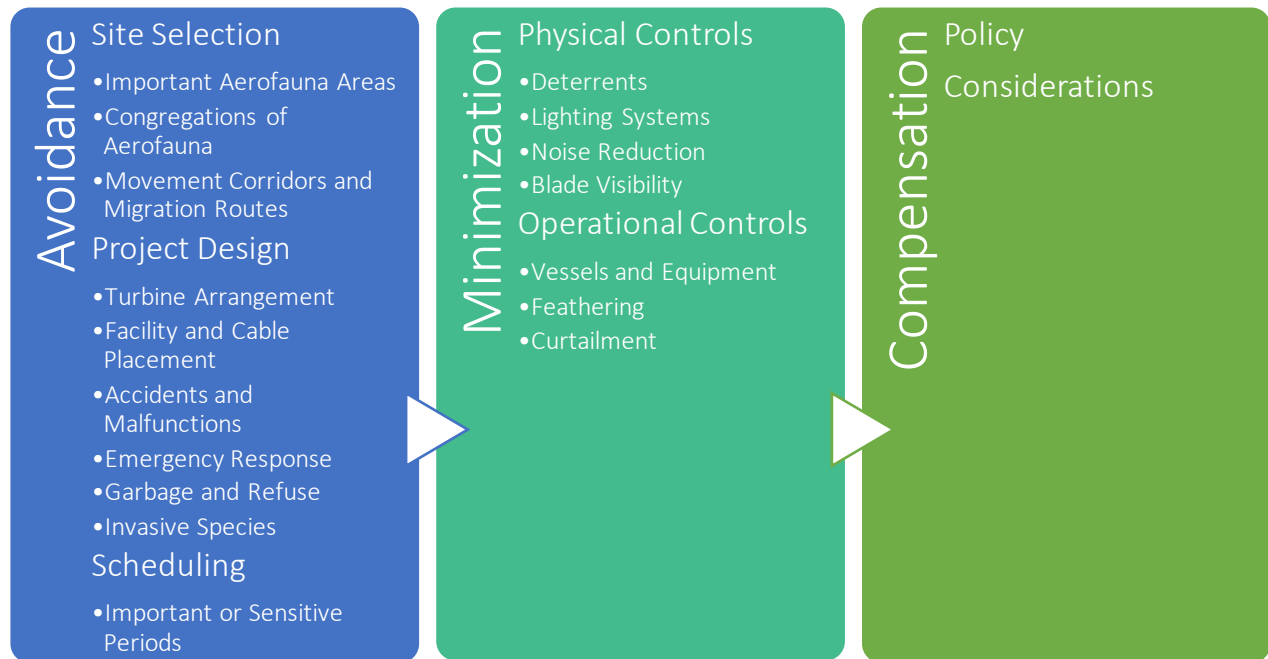 Avoidance
Site Selection
•Important Aerofauna Areas
•Congregations of
Aerofauna
•Movement Corridors and
Migration Routes
Project Design
•Turbine Arrangement
•Facility and Cable
Placement
•Accidents and
Malfunctions
•Emergency Response
•Garbage and Refuse
•Invasive Species
Scheduling
•Important or Sensitive
Periods
Minimization
Physical Controls
•Deterrents
•Lighting Systems
•Noise Reduction
•Blade Visibility
Operational Controls
•Vessels and Equipment
•Feathering
•Curtailment
Compensation
Policy
Considerations